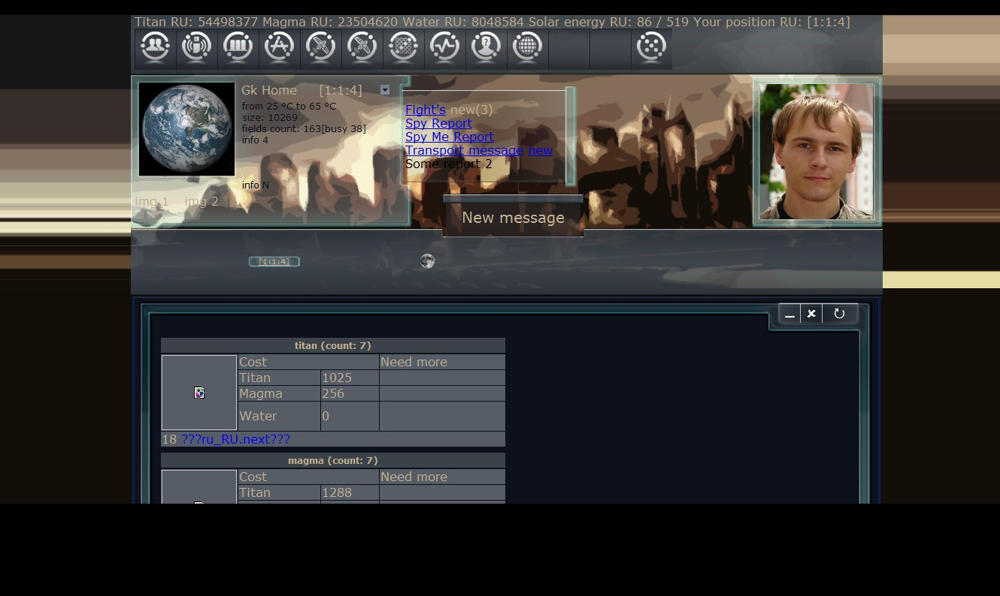 Titan RU: 54498377 Magma RU: 23504620 Water RU: 8048584 Solar energy RU: 86 / 519 Your position RU: [1:1:4]
Gk Home [1:1:4]
from 25 ºC to 65 ºC
size: 10269
fields count: 163[busy 38]
info 4
info N
img 1 img 2
Fight's new(3)
Spy Report
Spy Me Report
Transport message new
Some report 2
New message
[1:1:4]
titan (count: 7)
Cost Need more
Titan 1025
Magma 256
Water 0
18 ???ru_RU.next???
magma (count: 7)
Cost Need more
Titan 1288